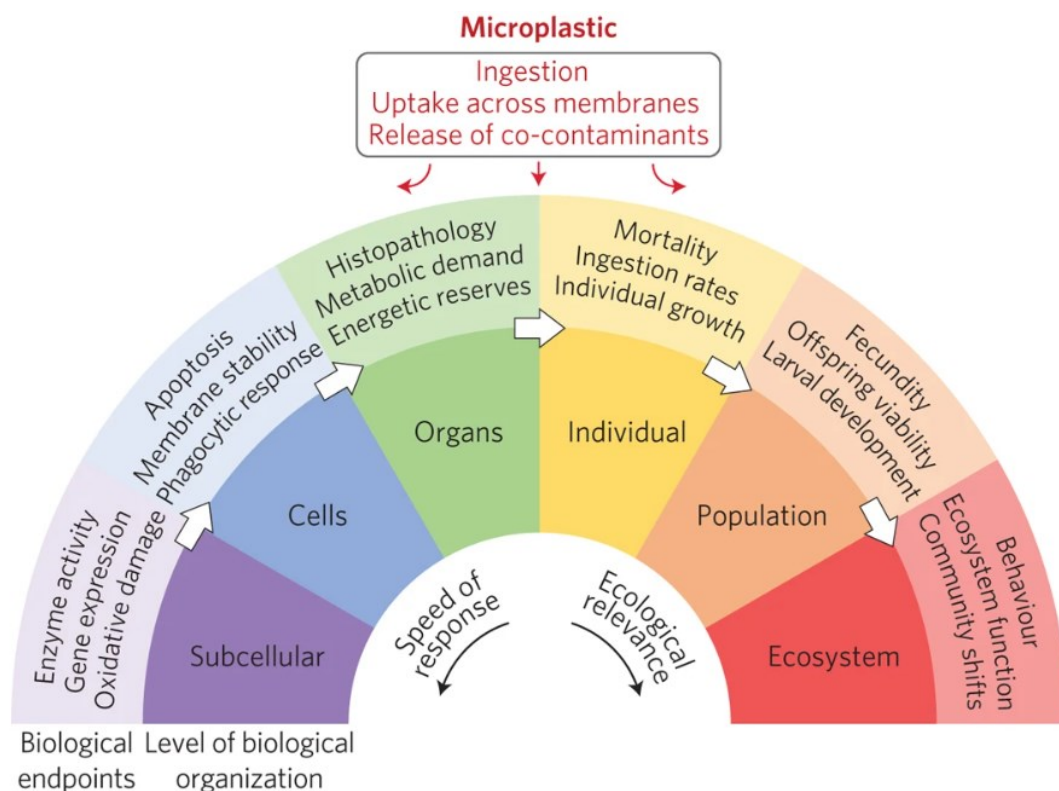 Microplastic
Ingestion
Uptake across membranes
Release of co-contaminants
Enzyme activity
Gene expression
Oxidative damage
Apoptosis
Membrane stability
Phagocytic response
Histopathology
Metabolic demand
Energetic reserves
Mortality
Ingestion rates
Individual growth
Fecundity
Offspring viability
Larval development
Behaviour
Ecosystem function
Community shifts
Subcellular
Cells
Organs
Individual
Population
Ecosystem
Speed of
response
Ecological
relevance
Biological
endpoints
Level of biological
organization